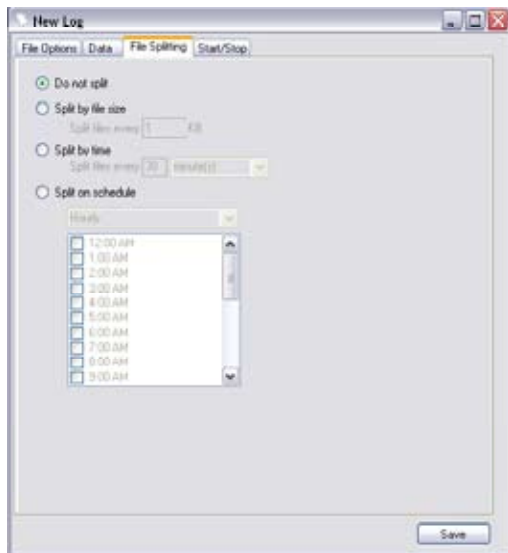 New Log
File Options Data File Splitting Start/Stop
Do not split
Split by file size
Split files every 1 KB
Split by time
Split files every 30 minute(s)
Split on schedule
Hourly
12:00 AM
1:00 AM
2:00 AM
3:00 AM
4:00 AM
5:00 AM
6:00 AM
7:00 AM
8:00 AM
9:00 AM
Save